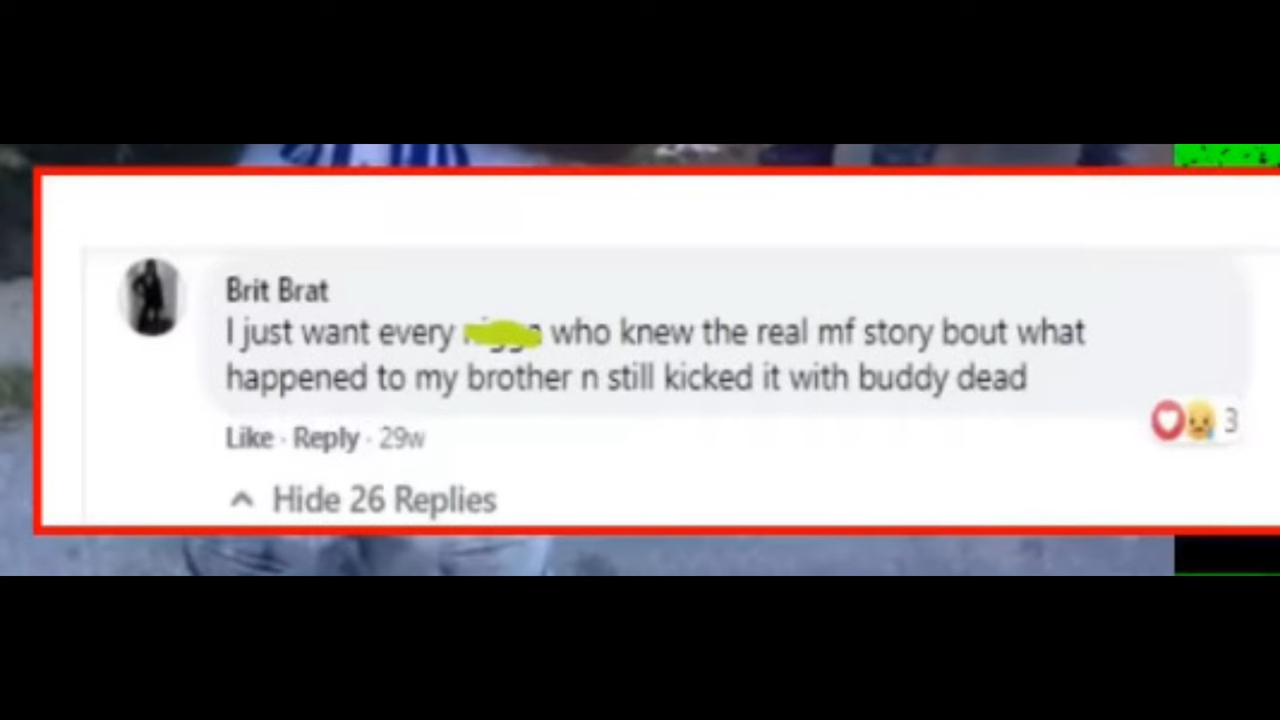 Brit Brat
I just want every who knew the real mf story bout what
happened to my brother n still kicked it with buddy dead
Like · Reply · 29w
3
Hide 26 Replies